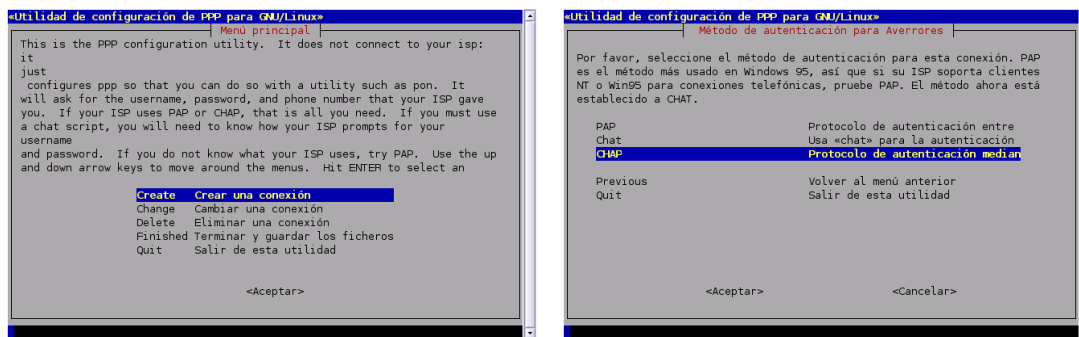 «Utilidad de configuración de PPP para GNU/Linux»
Menú principal
This is the PPP configuration utility.  It does not connect to your isp:
it
just
configures ppp so that you can do so with a utility such as pon.  It
will ask for the username, password, and phone number that your ISP gave
you.  If your ISP uses PAP or CHAP, that is all you need.  If you must use
a chat script, you will need to know how your ISP prompts for your
username
and password.  If you do not know what your ISP uses, try PAP.  Use the up
and down arrow keys to move around the menus.  Hit ENTER to select an
Create Crear una conexión
Change Cambiar una conexión
Delete Eliminar una conexión
Finished Terminar y guardar los ficheros
Quit Salir de esta utilidad
<Aceptar>
«Utilidad de configuración de PPP para GNU/Linux»
Método de autenticación para Averrores
Por favor, seleccione el método de autenticación para esta conexión. PAP
es el método más usado en Windows 95, así que si su ISP soporta clientes
NT o Win95 para conexiones telefónicas, pruebe PAP. El método ahora está
establecido a CHAT.
PAP Protocolo de autenticación entre
Chat Usa «chat» para la autenticación
CHAP Protocolo de autenticación median
Previous Volver al menú anterior
Quit Salir de esta utilidad
<Aceptar> <Cancelar>